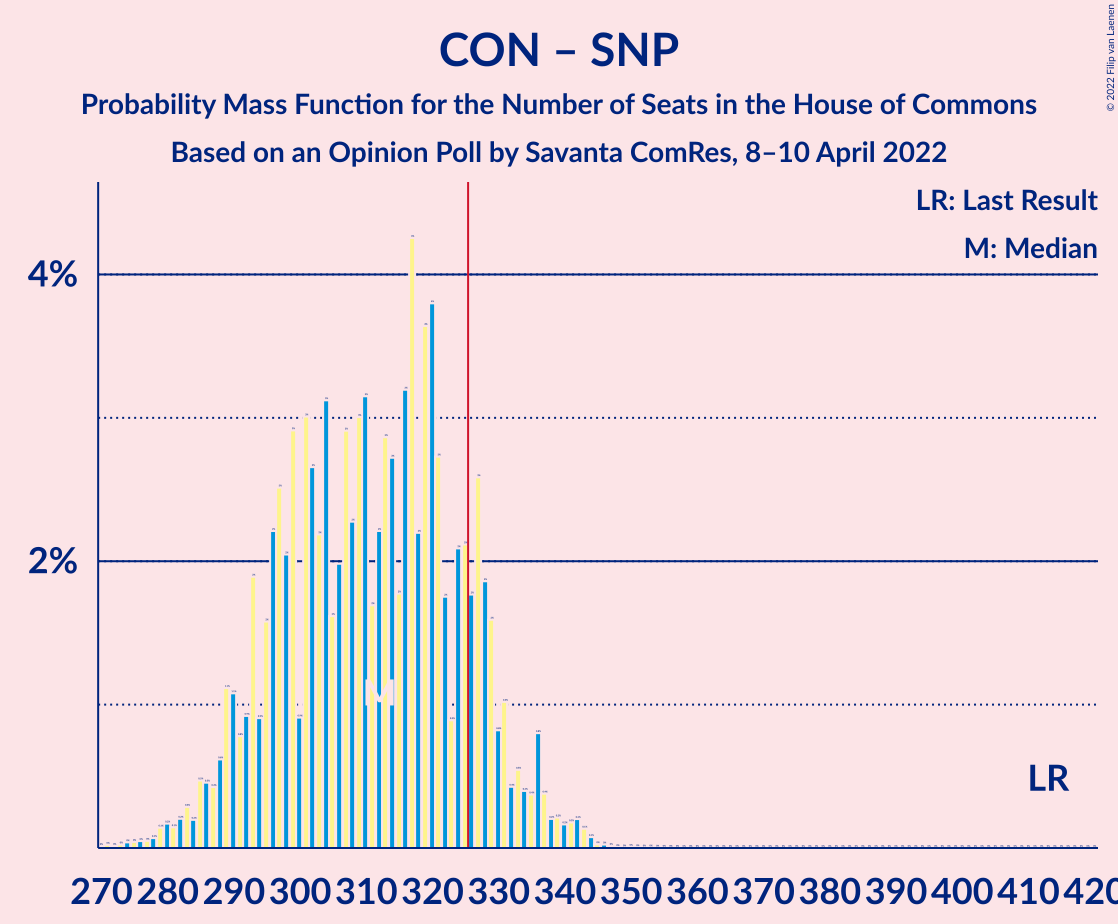 CON – SNP
Probability Mass Function for the Number of Seats in the House of Commons
Based on an Opinion Poll by Savanta ComRes, 8–10 April 2022
© 2022 Filip van Laenen
LR: Last Result
M: Median
4%
2%
M
LR
270 280 290 300 310 320 330 340 350 360 370 380 390 400 410 420